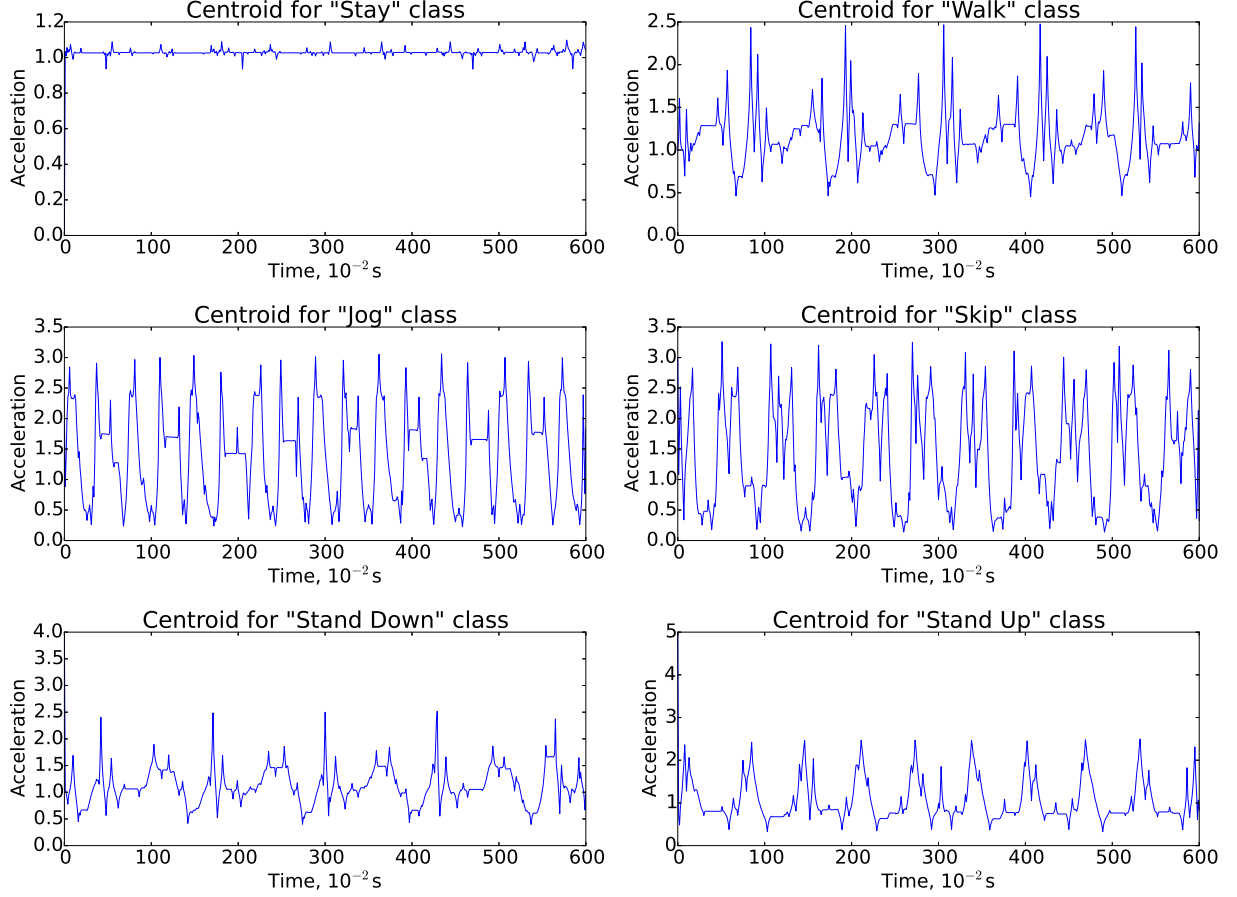 Centroid for "Stay" class
1.2
1.0
0.8
0.6
0.4
0.2
0.0
Acceleration
0 100 200 300 400 500 600
Time, 10⁻² s
Centroid for "Walk" class
2.5
2.0
1.5
1.0
0.5
0.0
Acceleration
0 100 200 300 400 500 600
Time, 10⁻² s
Centroid for "Jog" class
3.5
3.0
2.5
2.0
1.5
1.0
0.5
0.0
Acceleration
0 100 200 300 400 500 600
Time, 10⁻² s
Centroid for "Skip" class
3.5
3.0
2.5
2.0
1.5
1.0
0.5
0.0
Acceleration
0 100 200 300 400 500 600
Time, 10⁻² s
Centroid for "Stand Down" class
4.0
3.5
3.0
2.5
2.0
1.5
1.0
0.5
0.0
Acceleration
0 100 200 300 400 500 600
Time, 10⁻² s
Centroid for "Stand Up" class
5
4
3
2
1
0
Acceleration
0 100 200 300 400 500 600
Time, 10⁻² s